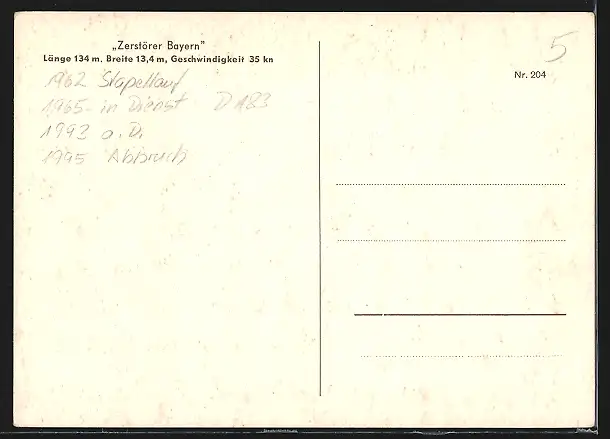 „Zerstörer Bayern"
Länge 134 m, Breite 13,4 m, Geschwindigkeit 35 kn
1962 Stapellauf
1965- in Dienst D 183
1993 a. D.
1995 Abbruch
5
Nr. 204